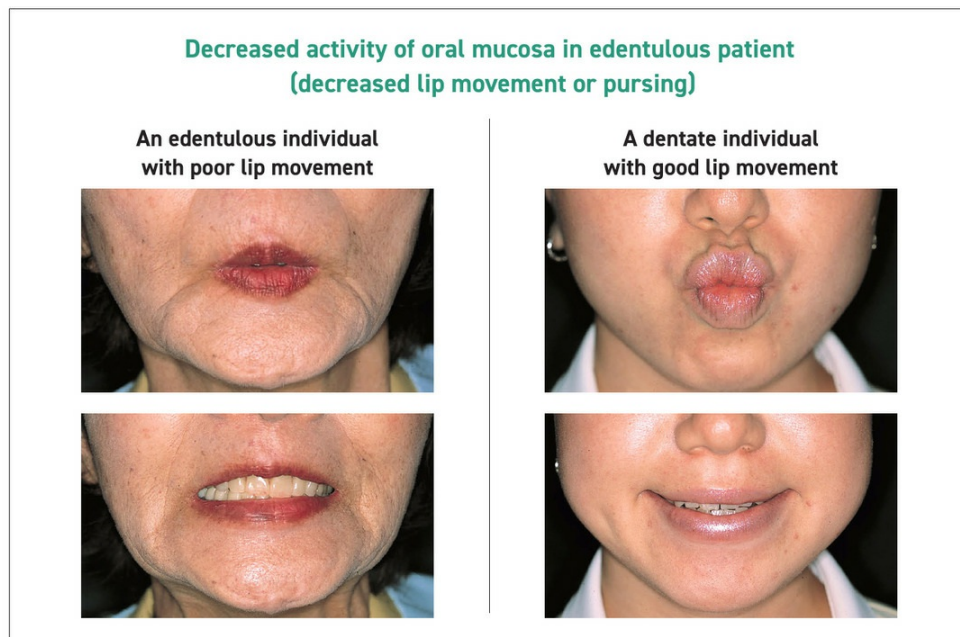 Decreased activity of oral mucosa in edentulous patient
(decreased lip movement or pursing)
An edentulous individual
with poor lip movement
A dentate individual
with good lip movement